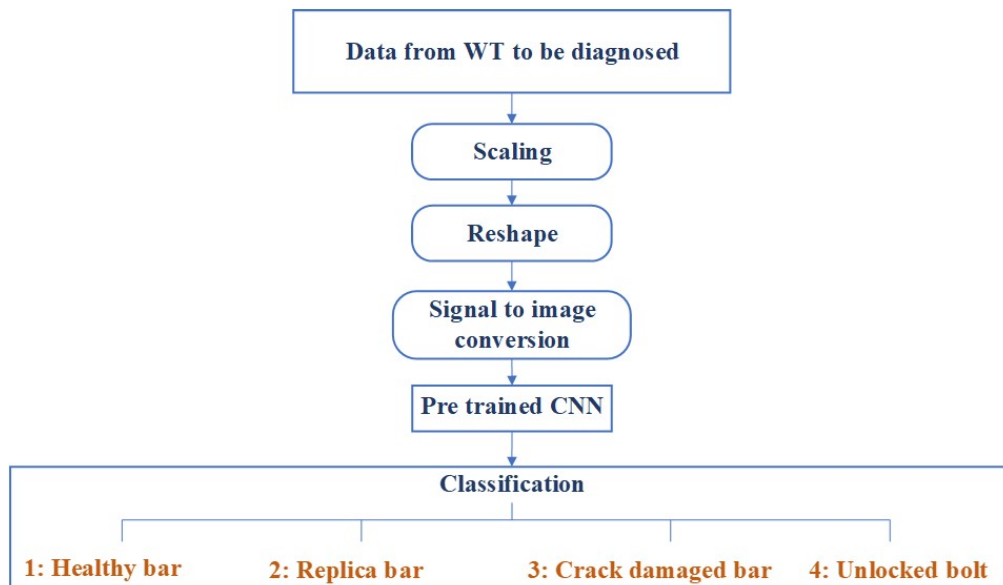 Data from WT to be diagnosed
Scaling
Reshape
Signal to image
conversion
Pre trained CNN
Classification
1: Healthy bar
2: Replica bar
3: Crack damaged bar
4: Unlocked bolt